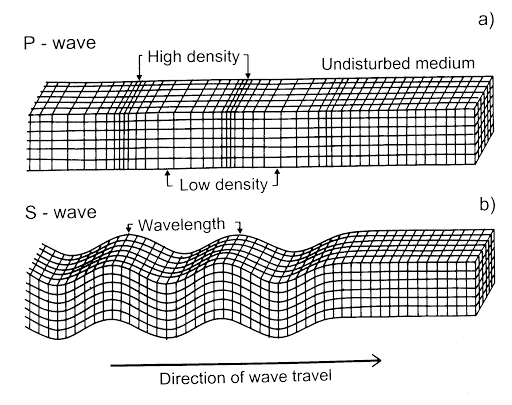 a)
P - wave
High density
Undisturbed medium
Low density
S - wave
b)
Wavelength
Direction of wave travel